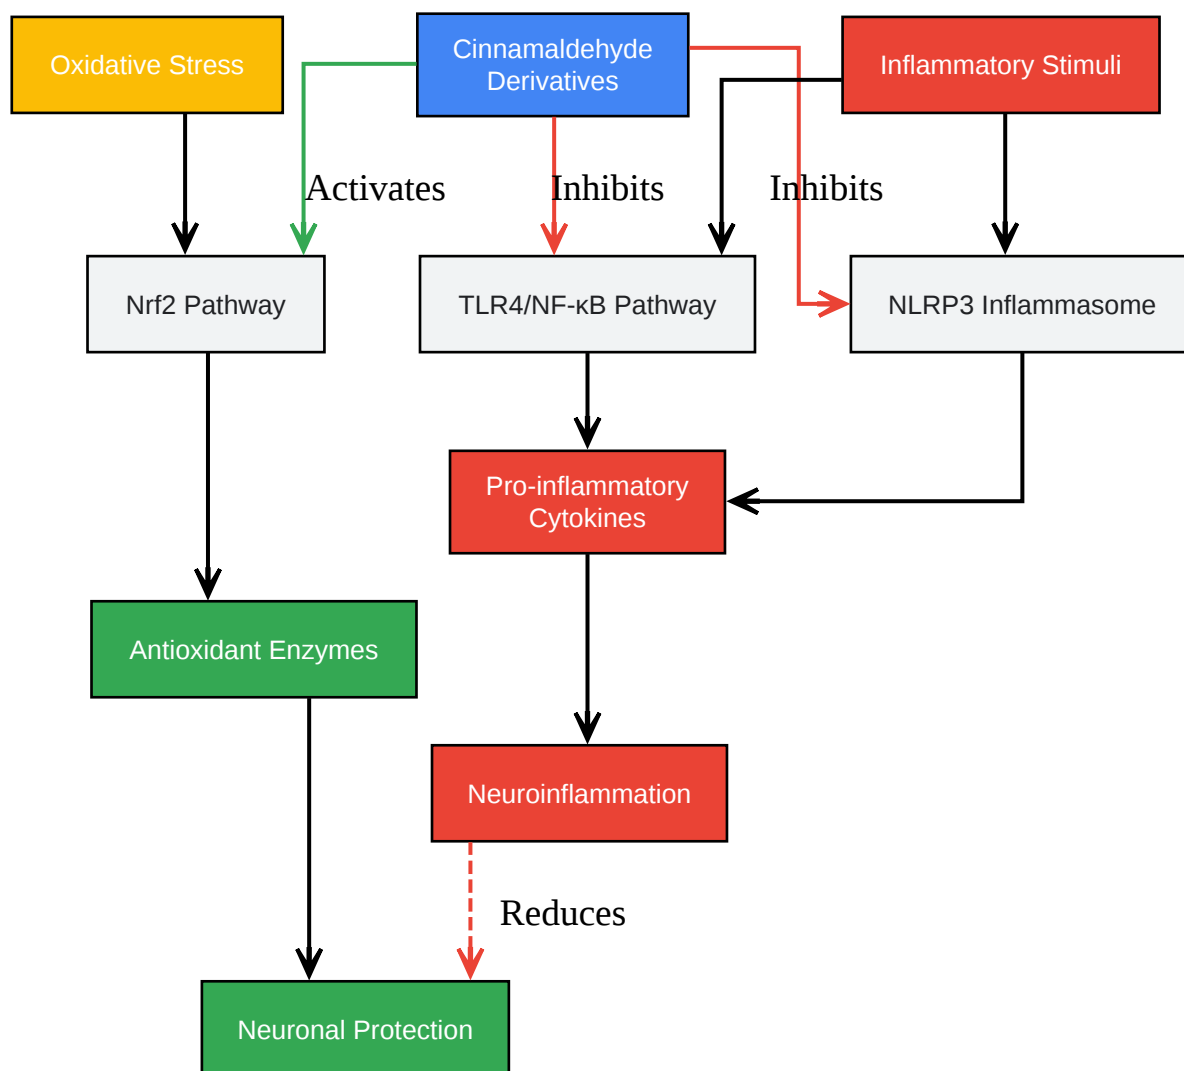 Oxidative Stress
Cinnamaldehyde
Derivatives
Inflammatory Stimuli
Activates
Inhibits
Inhibits
Nrf2 Pathway
TLR4/NF-κB Pathway
NLRP3 Inflammasome
Pro-inflammatory
Cytokines
Antioxidant Enzymes
Neuroinflammation
Reduces
Neuronal Protection